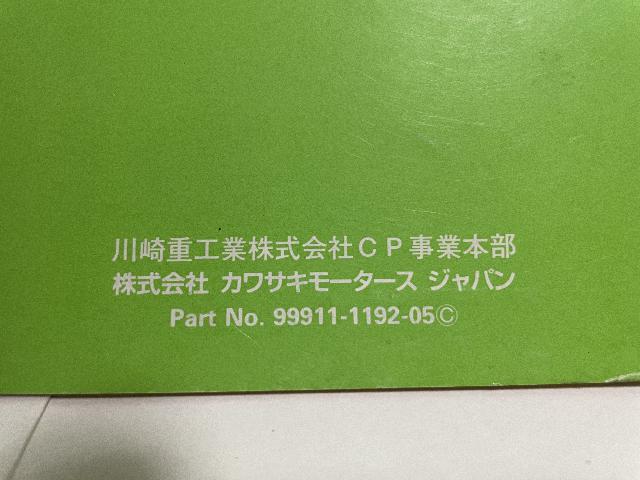 川崎重工業株式会社CP事業本部
株式会社 カワサキモータース ジャパン
Part No. 99911-1192-05Ⓒ